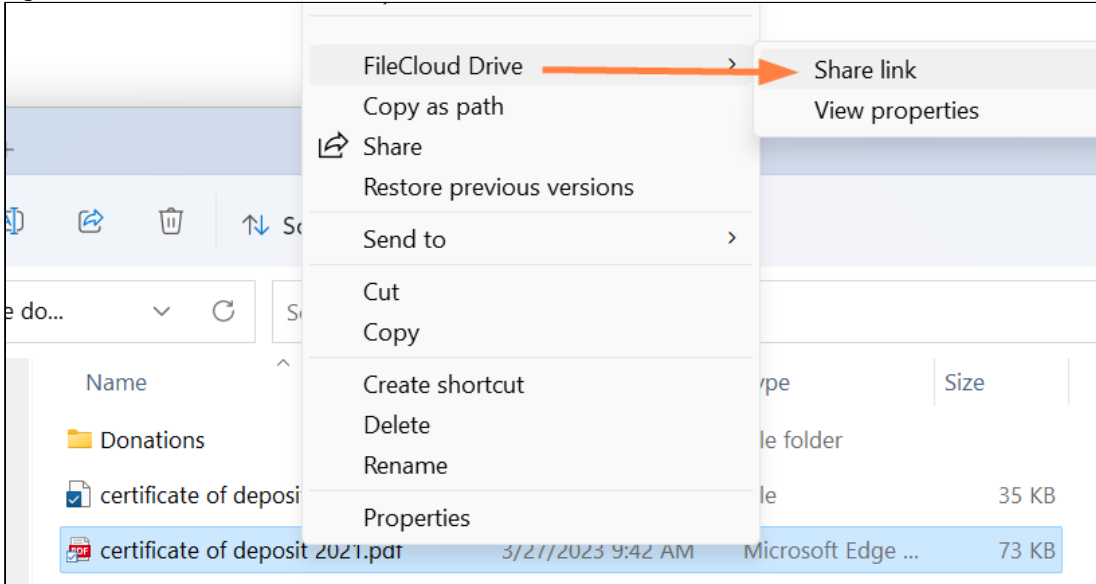 FileCloud Drive
Share link
Copy as path
View properties
Share
Restore previous versions
Send to
Cut
Copy
Create shortcut
Delete
Rename
Properties
Name
Size
Donations
certificate of
35 KB
certificate of deposit 2021.pdf 3/27/2023 9:42 AM Microsoft Edge ... 73 KB